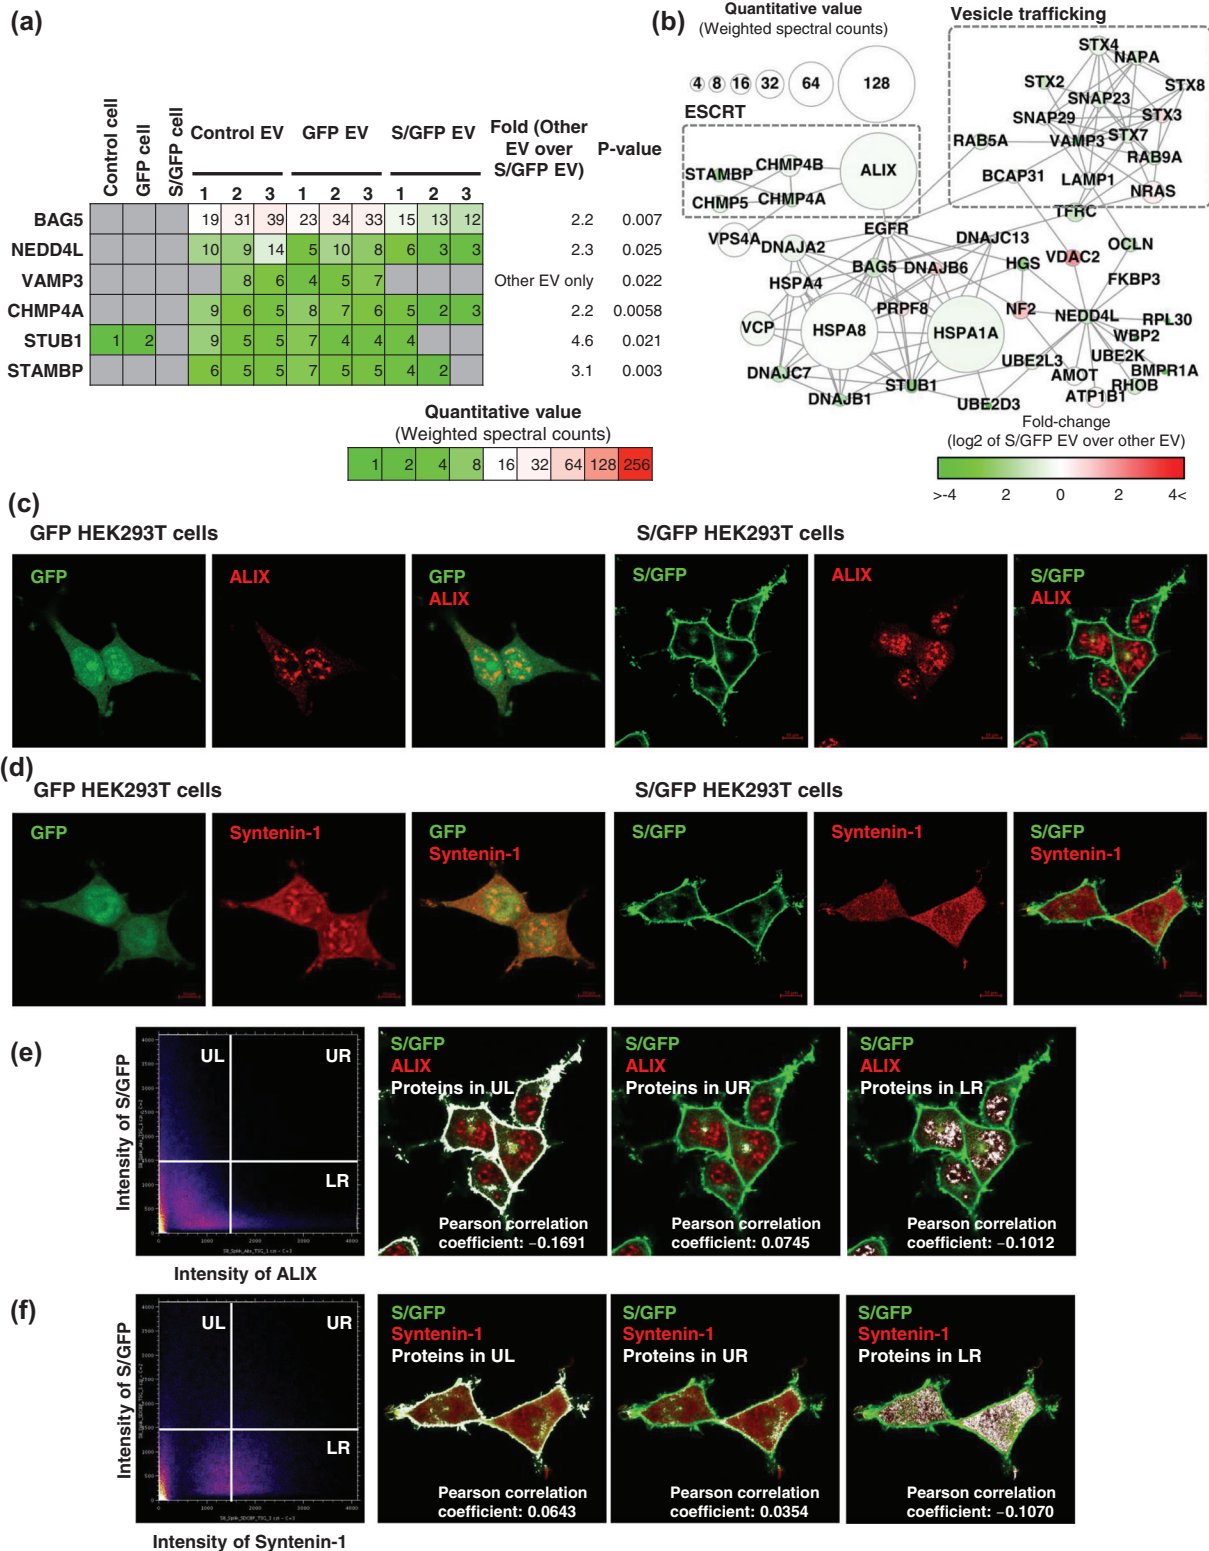 (a)
Control cell
GFP cell
S/GFP cell
Control EV
GFP EV
S/GFP EV
Fold (Other
EV over
S/GFP EV)
P-value
1 2 3 1 2 3 1 2 3
BAG5 19 31 39 23 34 33 15 13 12 2.2 0.007
NEDD4L 10 9 14 5 10 8 6 3 3 2.3 0.025
VAMP3 8 6 4 5 7 Other EV only 0.022
CHMP4A 9 6 5 8 7 6 5 2 3 2.2 0.0058
STUB1 1 2 9 5 5 7 4 4 4 4.6 0.021
STAMBP 6 5 5 7 5 5 4 2 3.1 0.003
Quantitative value
(Weighted spectral counts)
1 2 4 8 16 32 64 128 256
(b)
Quantitative value
(Weighted spectral counts)
4 8 16 32 64 128
Vesicle trafficking
STX4
NAPA
STX2
STX8
SNAP23
SNAP29
STX3
RAB5A
VAMP3
STX7
RAB9A
BCAP31
LAMP1
NRAS
TFRC
ESCRT
STAMBP
CHMP4B
ALIX
CHMP5
CHMP4A
VPS4A
EGFR
DNAJA2
DNAJC13
OCLN
BAG5
DNAJB6
HGS
VDAC2
HSPA4
FKBP3
PRPF8
NF2
NEDD4L
RPL30
VCP
HSPA8
HSPA1A
WBP2
UBE2L3
UBE2K
DNAJC7
STUB1
AMOT
BMPR1A
RHOB
DNAJB1
UBE2D3
ATP1B1
Fold-change
(log2 of S/GFP EV over other EV)
>-4 2 0 2 4<
(c)
GFP HEK293T cells
S/GFP HEK293T cells
GFP
ALIX
GFP
ALIX
S/GFP
ALIX
S/GFP
ALIX
(d)
GFP HEK293T cells
S/GFP HEK293T cells
GFP
Syntenin-1
GFP
Syntenin-1
S/GFP
Syntenin-1
S/GFP
Syntenin-1
(e)
Intensity of S/GFP
UL
UR
LR
Intensity of ALIX
S/GFP
ALIX
Proteins in UL
Pearson correlation
coefficient: −0.1691
S/GFP
ALIX
Proteins in UR
Pearson correlation
coefficient: 0.0745
S/GFP
ALIX
Proteins in LR
Pearson correlation
coefficient: −0.1012
(f)
Intensity of S/GFP
UL
UR
LR
Intensity of Syntenin-1
S/GFP
Syntenin-1
Proteins in UL
Pearson correlation
coefficient: 0.0643
S/GFP
Syntenin-1
Proteins in UR
Pearson correlation
coefficient: 0.0354
S/GFP
Syntenin-1
Proteins in LR
Pearson correlation
coefficient: −0.1070